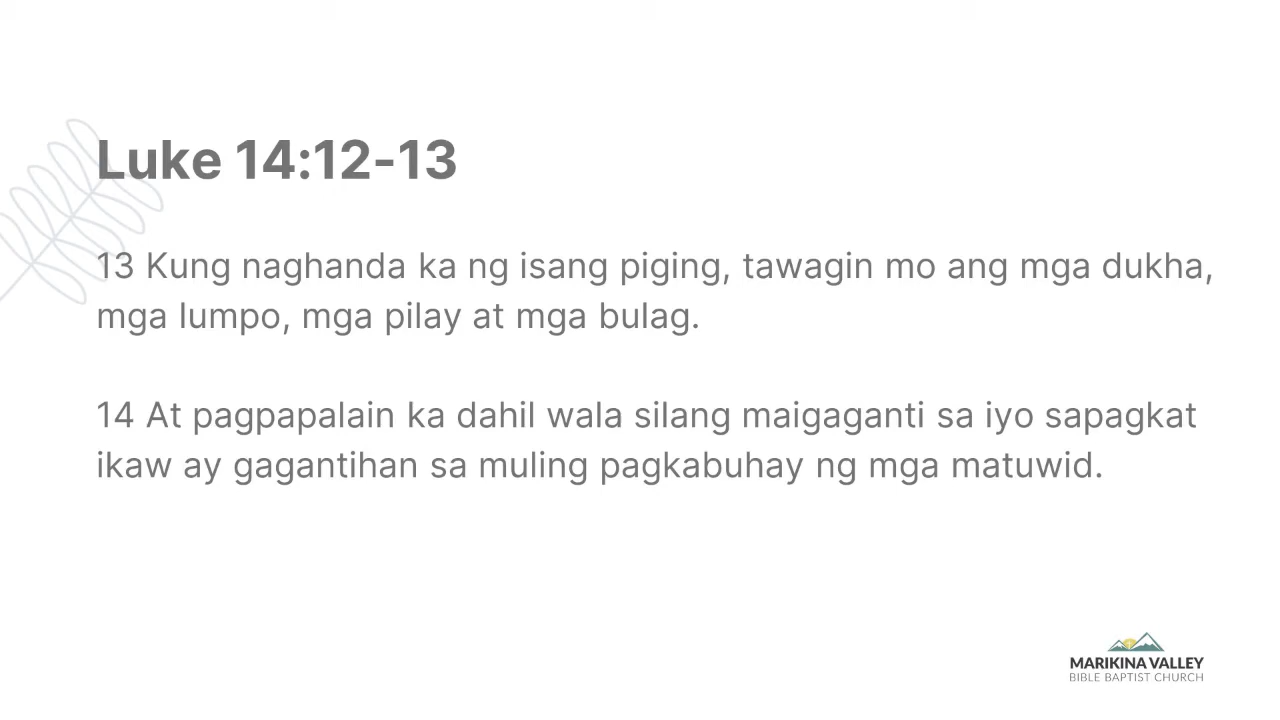 Luke 14:12-13
13 Kung naghanda ka ng isang piging, tawagin mo ang mga dukha,
mga lumpo, mga pilay at mga bulag.
14 At pagpapalain ka dahil wala silang maigaganti sa iyo sapagkat
ikaw ay gagantihan sa muling pagkabuhay ng mga matuwid.
MARIKINA VALLEY
BIBLE BAPTIST CHURCH